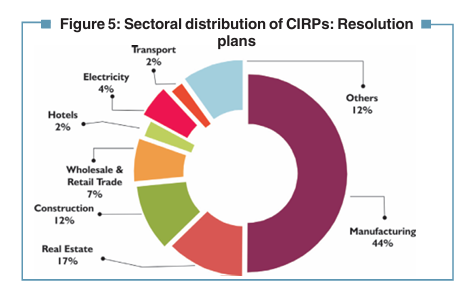 Figure 5: Sectoral distribution of CIRPs: Resolution
plans
Transport
2%
Electricity
4%
Hotels
2%
Wholesale &
Retail Trade
7%
Construction
12%
Real Estate
17%
Others
12%
Manufacturing
44%